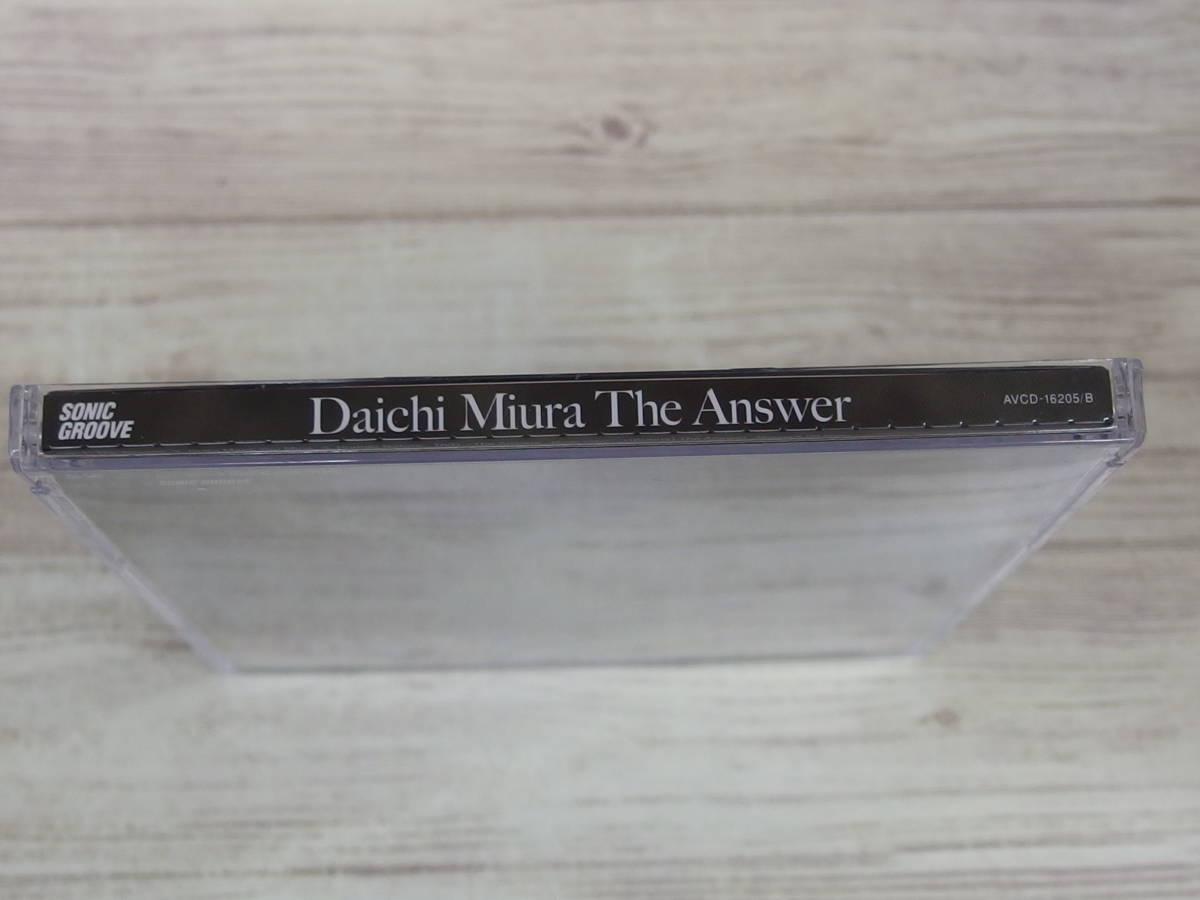 SONIC
GROOVE
Daichi Miura The Answer
AVCD-16205/B